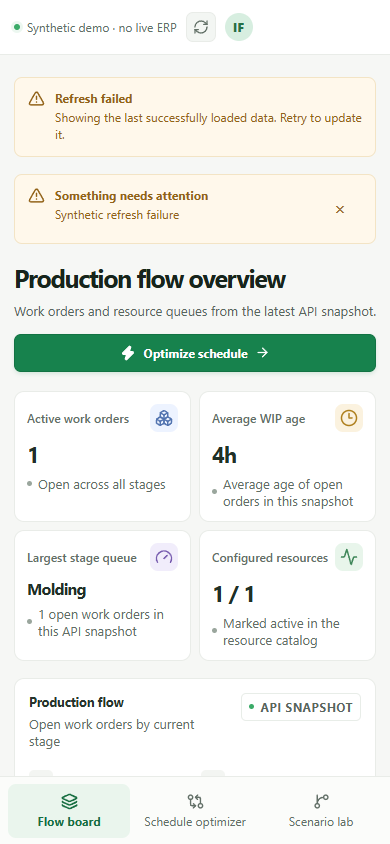 Synthetic demo · no live ERP
IF
Refresh failed
Showing the last successfully loaded data. Retry to update
it.
Something needs attention
Synthetic refresh failure
Production flow overview
Work orders and resource queues from the latest API snapshot.
Optimize schedule
Active work orders
1
Open across all stages
Average WIP age
4h
Average age of open
orders in this snapshot
Largest stage queue
Molding
1 open work orders in
this API snapshot
Configured resources
1 / 1
Marked active in the
resource catalog
Production flow
Open work orders by current
stage
API SNAPSHOT
Flow board
Schedule optimizer
Scenario lab